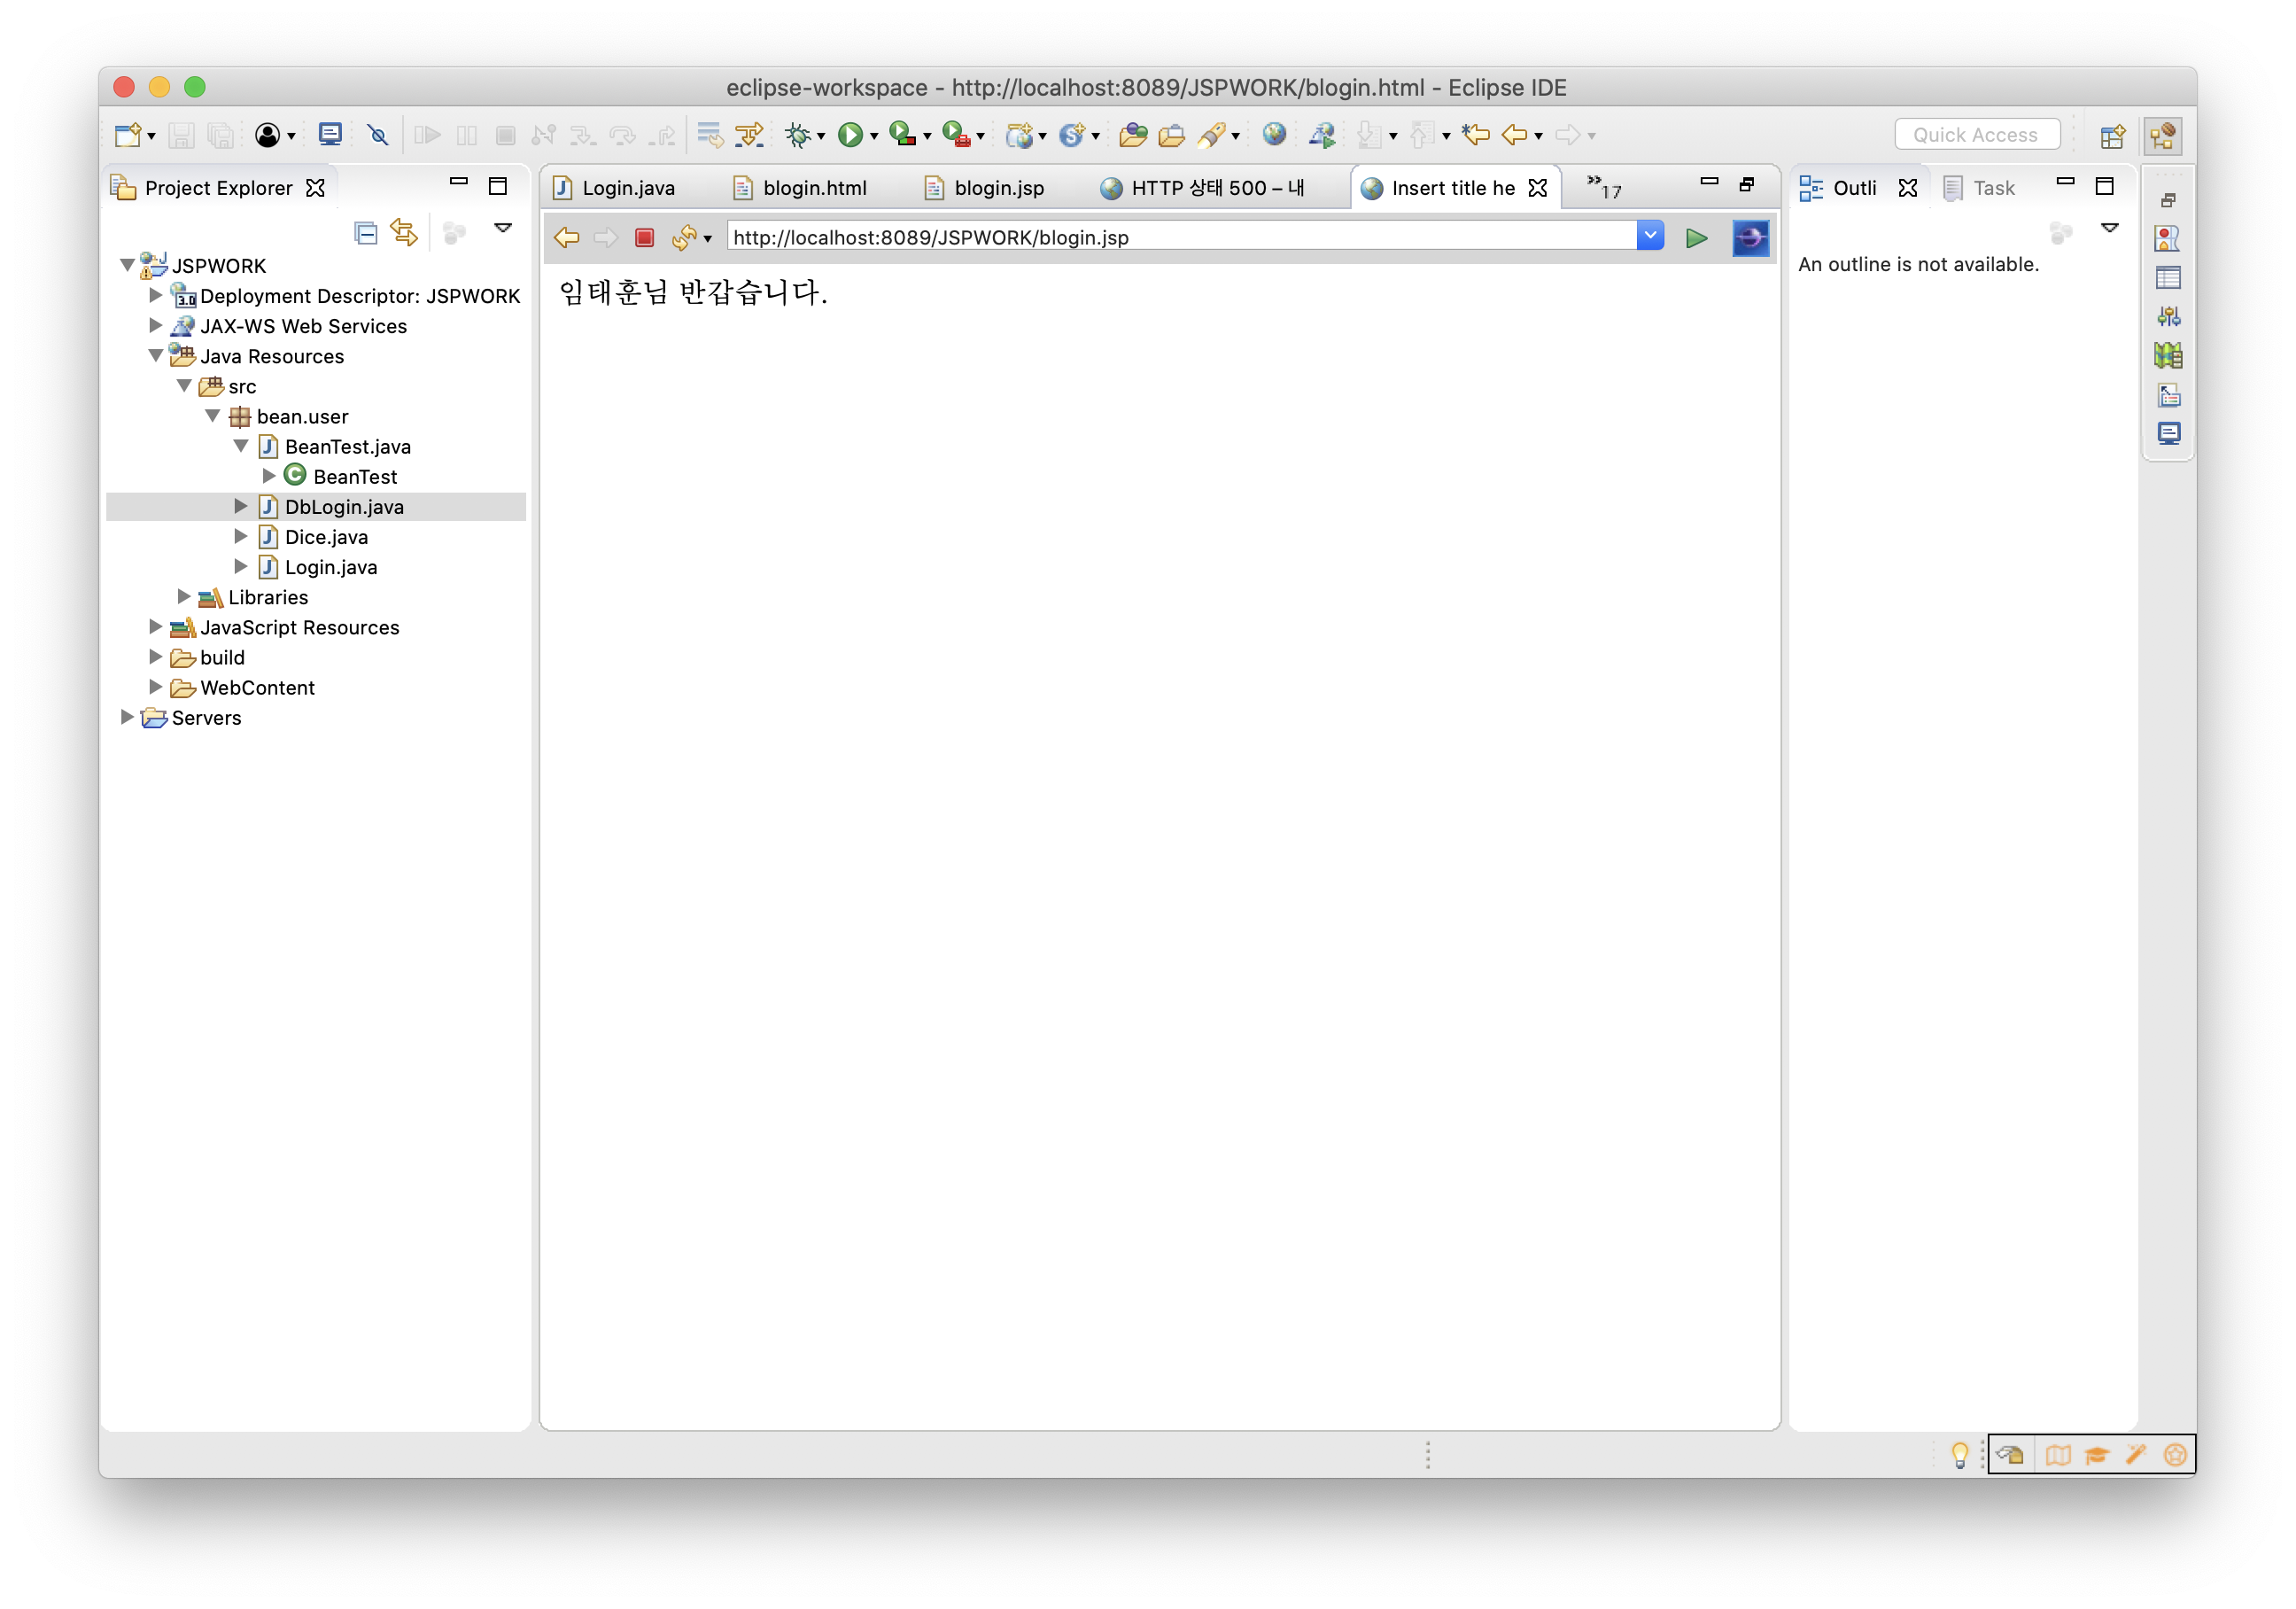 eclipse-workspace - http://localhost:8089/JSPWORK/blogin.html - Eclipse IDE
Quick Access
Project Explorer
Login.java
blogin.html
blogin.jsp
HTTP 상태 500 – 내
Insert title he
17
Outli
Task
http://localhost:8089/JSPWORK/blogin.jsp
임태훈님 반갑습니다.
An outline is not available.
JSPWORK
3.0 Deployment Descriptor: JSPWORK
JAX-WS Web Services
Java Resources
src
bean.user
BeanTest.java
BeanTest
DbLogin.java
Dice.java
Login.java
Libraries
JavaScript Resources
build
WebContent
Servers